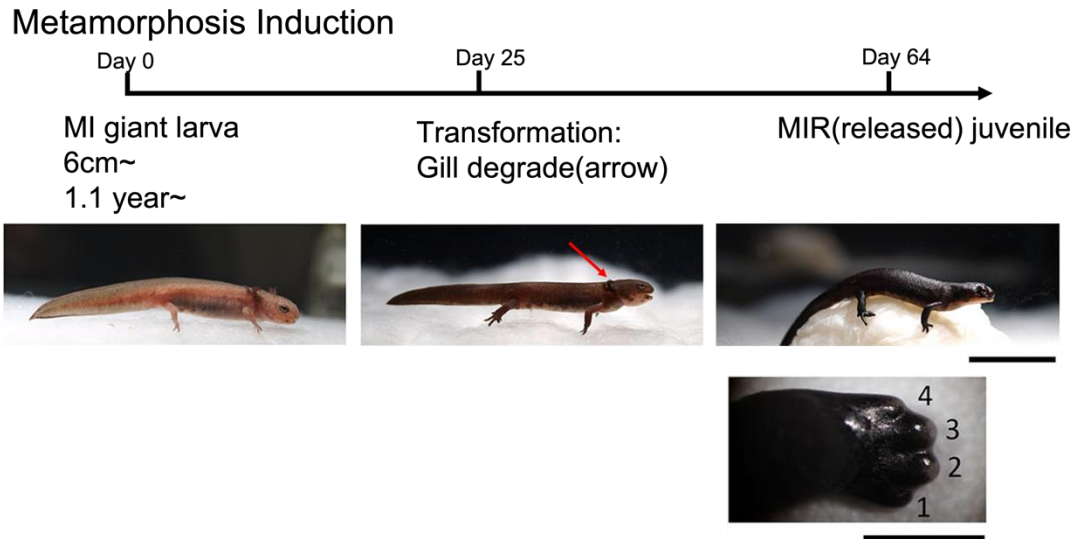 Metamorphosis Induction
Day 0
Day 25
Day 64
MI giant larva
6cm~
1.1 year~
Transformation:
Gill degrade(arrow)
MIR(released) juvenile
4
3
2
1